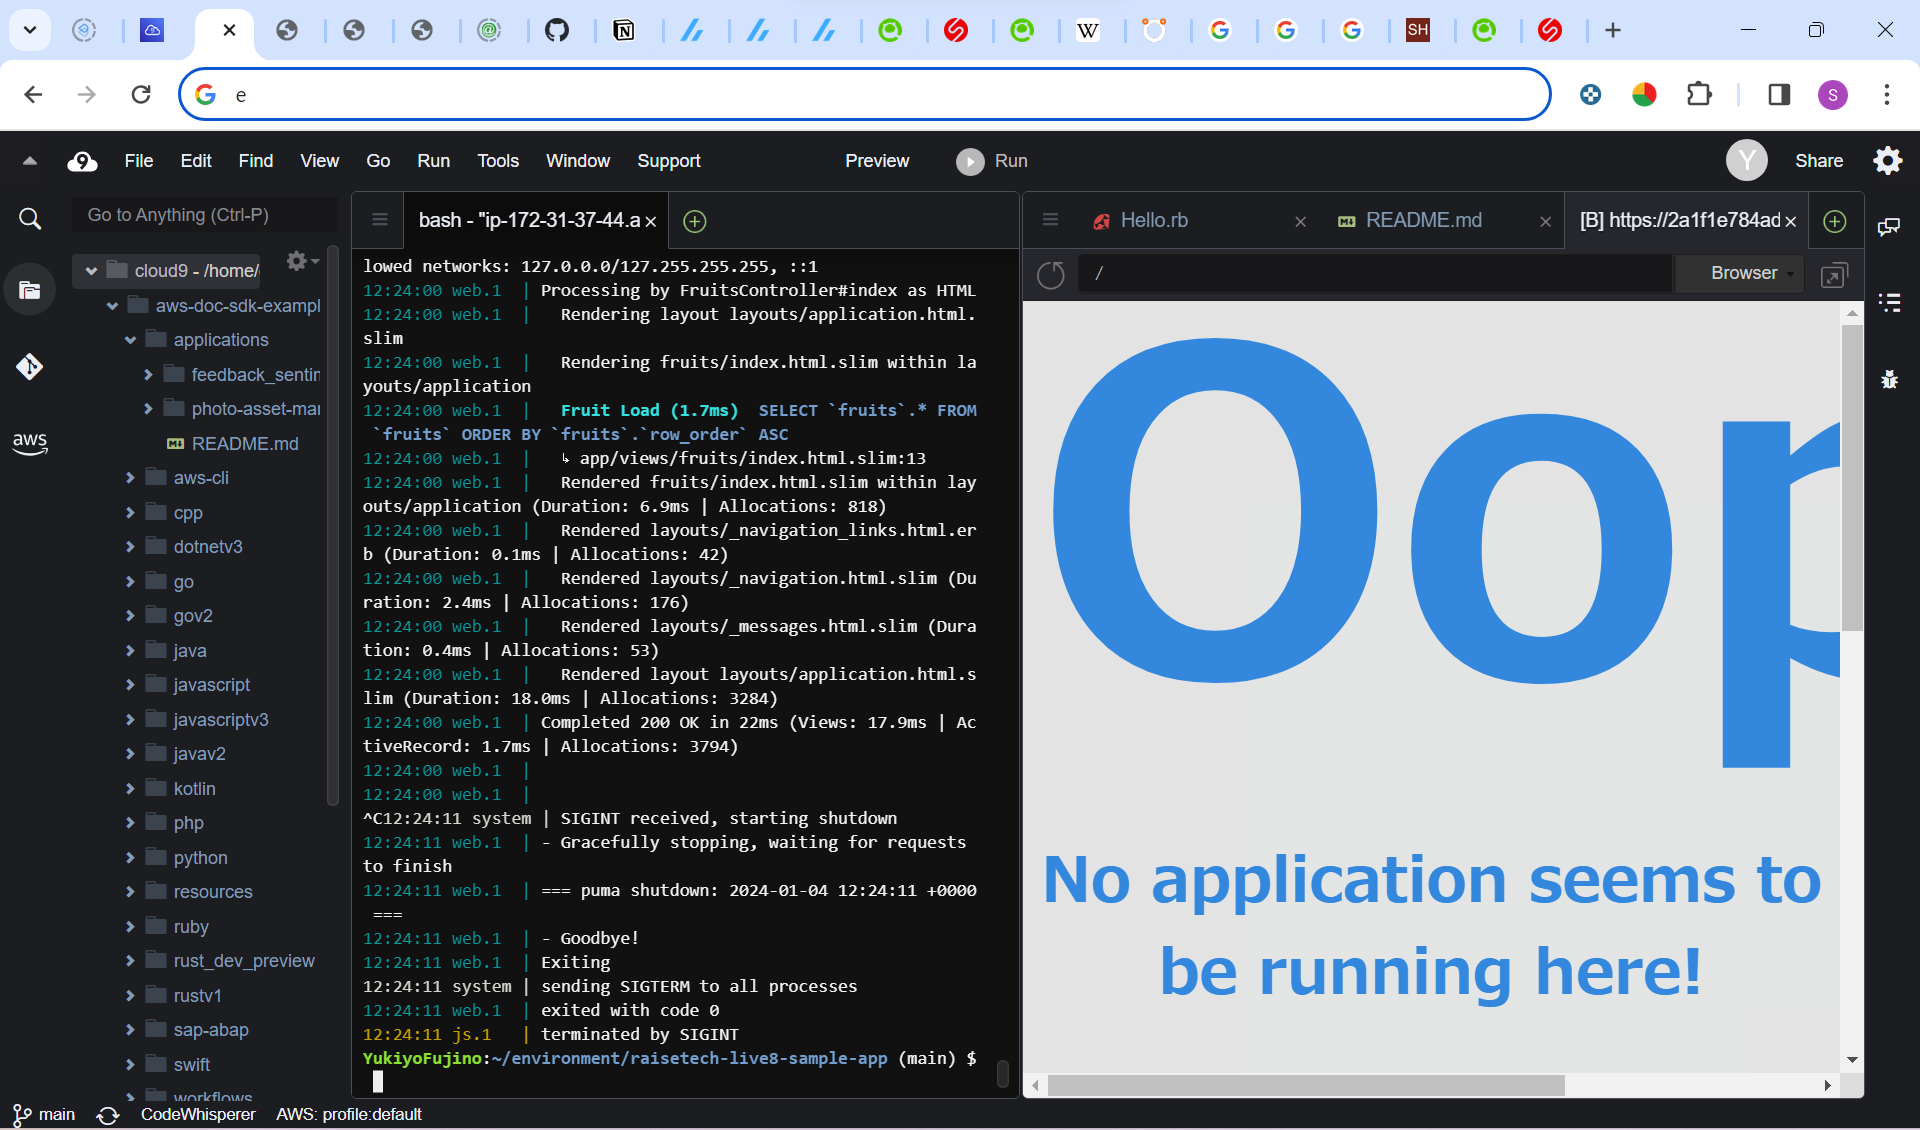 e
File Edit Find View Go Run Tools Window Support Preview Run Y Share
S
SH
W
Go to Anything (Ctrl-P)
cloud9 - /home/
aws-doc-sdk-exampl
applications
feedback_sentin
photo-asset-mar
README.md
aws-cli
cpp
dotnetv3
go
gov2
java
javascript
javascriptv3
javav2
kotlin
php
python
resources
ruby
rust_dev_preview
rustv1
sap-abap
swift
workflows
aws
bash - "ip-172-31-37-44.a
lowed networks: 127.0.0.0/127.255.255.255, ::1
12:24:00 web.1 | Processing by FruitsController#index as HTML
12:24:00 web.1 | Rendering layout layouts/application.html.
slim
12:24:00 web.1 | Rendering fruits/index.html.slim within la
youts/application
12:24:00 web.1 | Fruit Load (1.7ms) SELECT `fruits`.* FROM
`fruits` ORDER BY `fruits`.`row_order` ASC
12:24:00 web.1 | ↳ app/views/fruits/index.html.slim:13
12:24:00 web.1 | Rendered fruits/index.html.slim within lay
outs/application (Duration: 6.9ms | Allocations: 818)
12:24:00 web.1 | Rendered layouts/_navigation_links.html.er
b (Duration: 0.1ms | Allocations: 42)
12:24:00 web.1 | Rendered layouts/_navigation.html.slim (Du
ration: 2.4ms | Allocations: 176)
12:24:00 web.1 | Rendered layouts/_messages.html.slim (Dura
tion: 0.4ms | Allocations: 53)
12:24:00 web.1 | Rendered layout layouts/application.html.s
lim (Duration: 18.0ms | Allocations: 3284)
12:24:00 web.1 | Completed 200 OK in 22ms (Views: 17.9ms | Ac
tiveRecord: 1.7ms | Allocations: 3794)
12:24:00 web.1 |
12:24:00 web.1 |
^C12:24:11 system | SIGINT received, starting shutdown
12:24:11 web.1 | - Gracefully stopping, waiting for requests
to finish
12:24:11 web.1 | === puma shutdown: 2024-01-04 12:24:11 +0000
===
12:24:11 web.1 | - Goodbye!
12:24:11 web.1 | Exiting
12:24:11 system | sending SIGTERM to all processes
12:24:11 web.1 | exited with code 0
12:24:11 js.1 | terminated by SIGINT
YukiyoFujino:~/environment/raisetech-live8-sample-app (main) $
Hello.rb README.md [B] https://2a1f1e784ad
/ Browser
Oop
No application seems to
be running here!
main CodeWhisperer AWS: profile:default